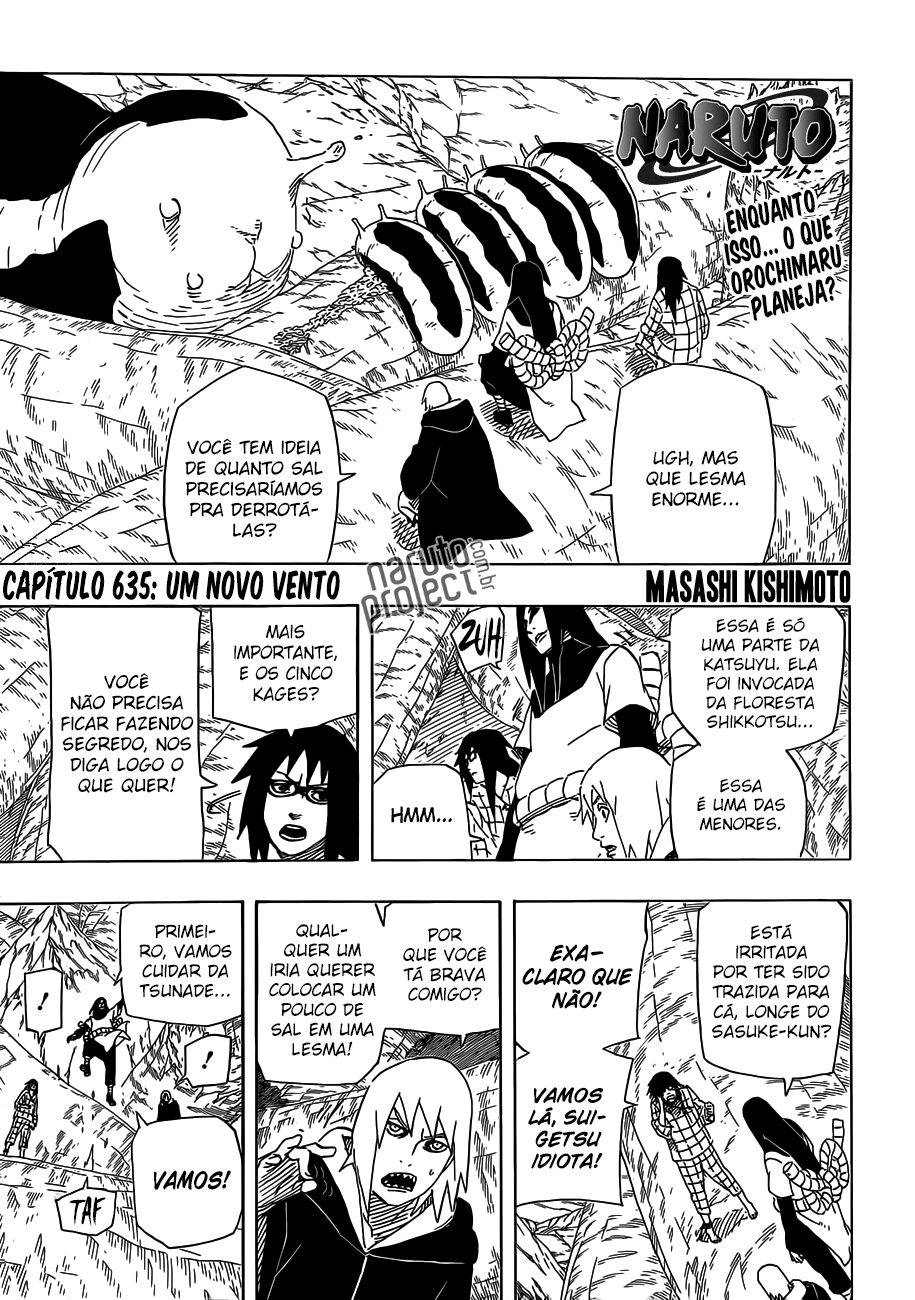 NARUTO
-ナルト-
ENQUANTO
ISSO... O QUE
OROCHIMARU
PLANEJA?
UGH, MAS
QUE LESMA
ENORME...
VOCÊ TEM IDEIA
DE QUANTO SAL
PRECISARÍAMOS
PRA DERROTÁ-
LAS?
CAPÍTULO 635: UM NOVO VENTO
naruto
project
.com.br
MASASHI KISHIMOTO
ESSA É SÓ
UMA PARTE DA
KATSUYU. ELA
FOI INVOCADA
DA FLORESTA
SHIKKOTSU...
ESSA
É UMA DAS
MENORES.
ZUH
HMM...
MAIS
IMPORTANTE,
E OS CINCO
KAGES?
VOCÊ
NÃO PRECISA
FICAR FAZENDO
SEGREDO, NOS
DIGA LOGO O
QUE QUER!
ESTÁ
IRRITADA
POR TER SIDO
TRAZIDA PARA
CÁ, LONGE DO
SASUKE-KUN?
EXA-
CLARO QUE
NÃO!
VAMOS
LÁ, SUI-
GETSU
IDIOTA!
POR
QUE VOCÊ
TÁ BRAVA
COMIGO?
QUAL-
QUER UM
IRIA QUERER
COLOCAR UM
POUCO DE
SAL EM UMA
LESMA!
PRIMEI-
RO, VAMOS
CUIDAR DA
TSUNADE...
!
!
VAMOS!
TAF